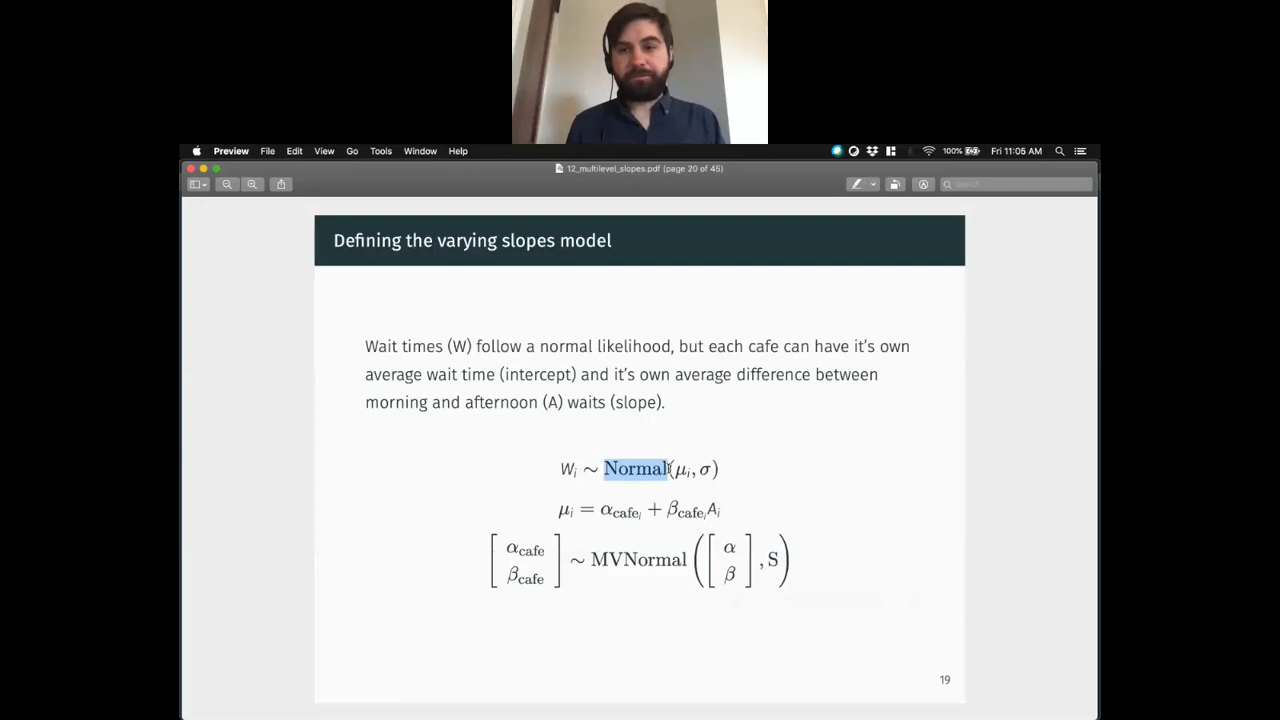 Preview File Edit View Go Tools Window Help 100% Fri 11:05 AM
12_multilevel_slopes.pdf (page 20 of 45)
Search
Defining the varying slopes model
Wait times (W) follow a normal likelihood, but each cafe can have it's own
average wait time (intercept) and it's own average difference between
morning and afternoon (A) waits (slope).
Wᵢ ∼ Normal(μᵢ, σ)
μᵢ = α_cafeᵢ + β_cafeᵢ Aᵢ
[ α_cafe β_cafe ] ∼ MVNormal ( [ α β ] , S )
19